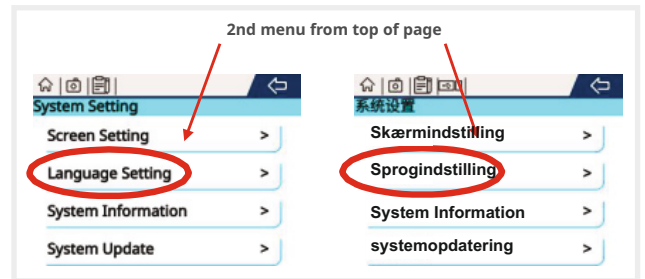 2nd menu from top of page
System Setting
Screen Setting >
Language Setting >
System Information >
System Update >
系统设置
Skærmindstilling >
Sprogindstilling >
System Information >
systemopdatering >